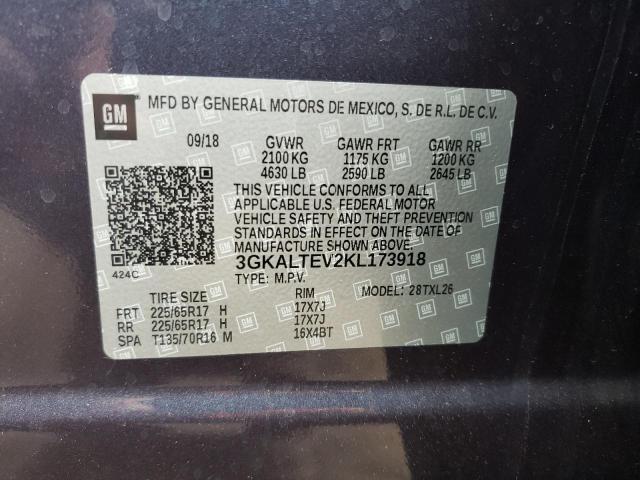 GM MFD BY GENERAL MOTORS DE MEXICO, S. DE R.L. DE C.V.
09/18 GVWR GAWR FRT GAWR RR
2100 KG 1175 KG 1200 KG
4630 LB 2590 LB 2645 LB
THIS VEHICLE CONFORMS TO ALL
APPLICABLE U.S. FEDERAL MOTOR
VEHICLE SAFETY AND THEFT PREVENTION
STANDARDS IN EFFECT ON THE DATE OF
MANUFACTURE SHOWN ABOVE.
3GKALTEV2KL173918
424C
TYPE: M.P.V.
TIRE SIZE RIM MODEL: 28TXL26
FRT 225/65R17 H 17X7J
RR 225/65R17 H 17X7J
SPA T135/70R16 M 16X4BT